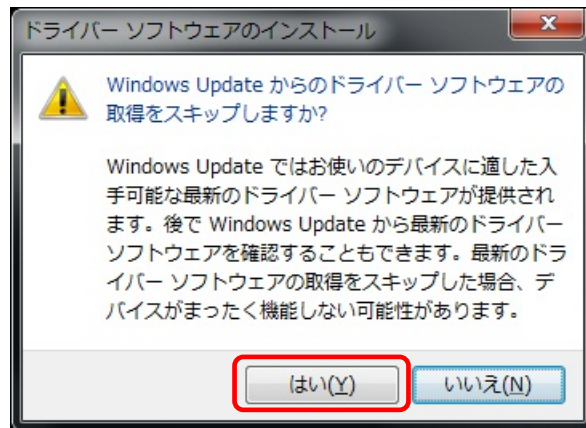 ドライバー ソフトウェアのインストール
Windows Update からのドライバー ソフトウェアの
取得をスキップしますか?
Windows Update ではお使いのデバイスに適した入
手可能な最新のドライバー ソフトウェアが提供され
ます。後で Windows Update から最新のドライバー
ソフトウェアを確認することもできます。最新のドラ
イバー ソフトウェアの取得をスキップした場合、デ
バイスがまったく機能しない可能性があります。
はい(Y) いいえ(N)